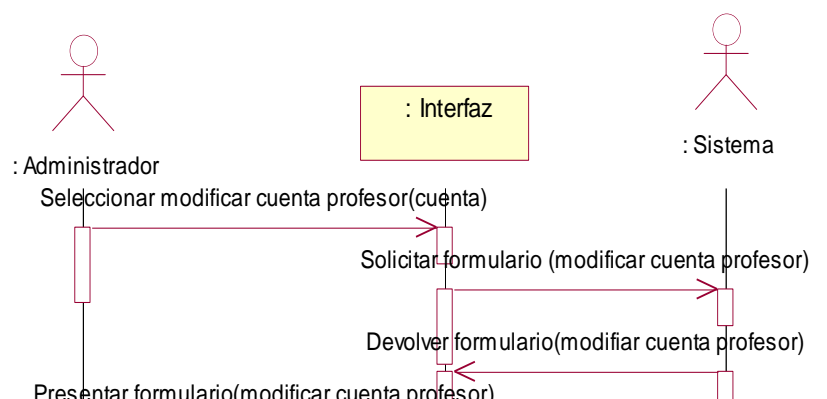 : Interfaz
: Sistema
: Administrador
Seleccionar modificar cuenta profesor(cuenta)
Solicitar formulario (modificar cuenta profesor)
Devolver formulario(modifiar cuenta profesor)
Presentar formulario(modificar cuenta profesor)